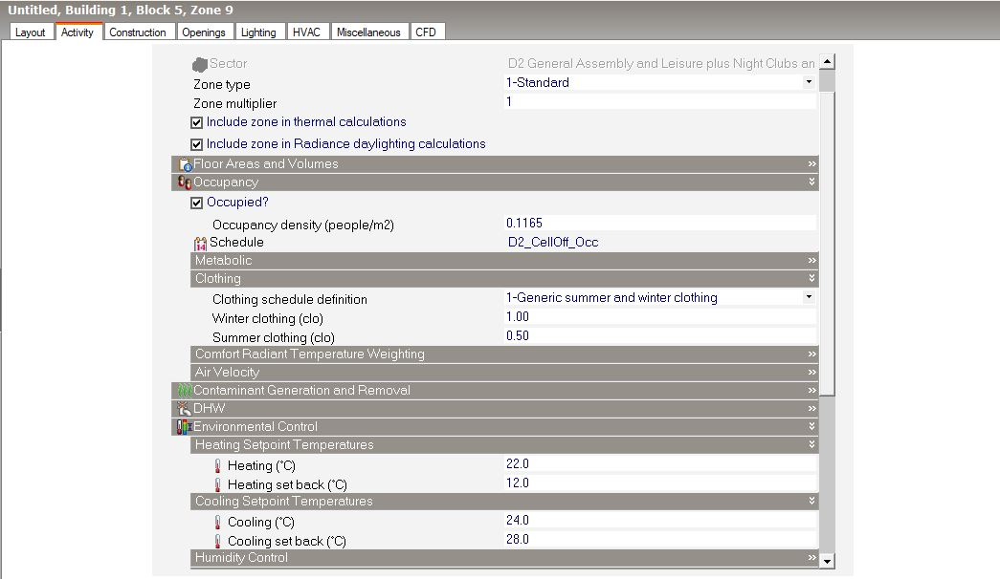 Untitled, Building 1, Block 5, Zone 9
Layout Activity Construction Openings Lighting HVAC Miscellaneous CFD
Sector D2 General Assembly and Leisure plus Night Clubs an
Zone type 1-Standard
Zone multiplier 1
Include zone in thermal calculations
Include zone in Radiance daylighting calculations
Floor Areas and Volumes
Occupancy
Occupied?
Occupancy density (people/m2) 0.1165
14 Schedule D2_CellOff_Occ
Metabolic
Clothing
Clothing schedule definition 1-Generic summer and winter clothing
Winter clothing (clo) 1.00
Summer clothing (clo) 0.50
Comfort Radiant Temperature Weighting
Air Velocity
Contaminant Generation and Removal
DHW
Environmental Control
Heating Setpoint Temperatures
Heating (°C) 22.0
Heating set back (°C) 12.0
Cooling Setpoint Temperatures
Cooling (°C) 24.0
Cooling set back (°C) 28.0
Humidity Control